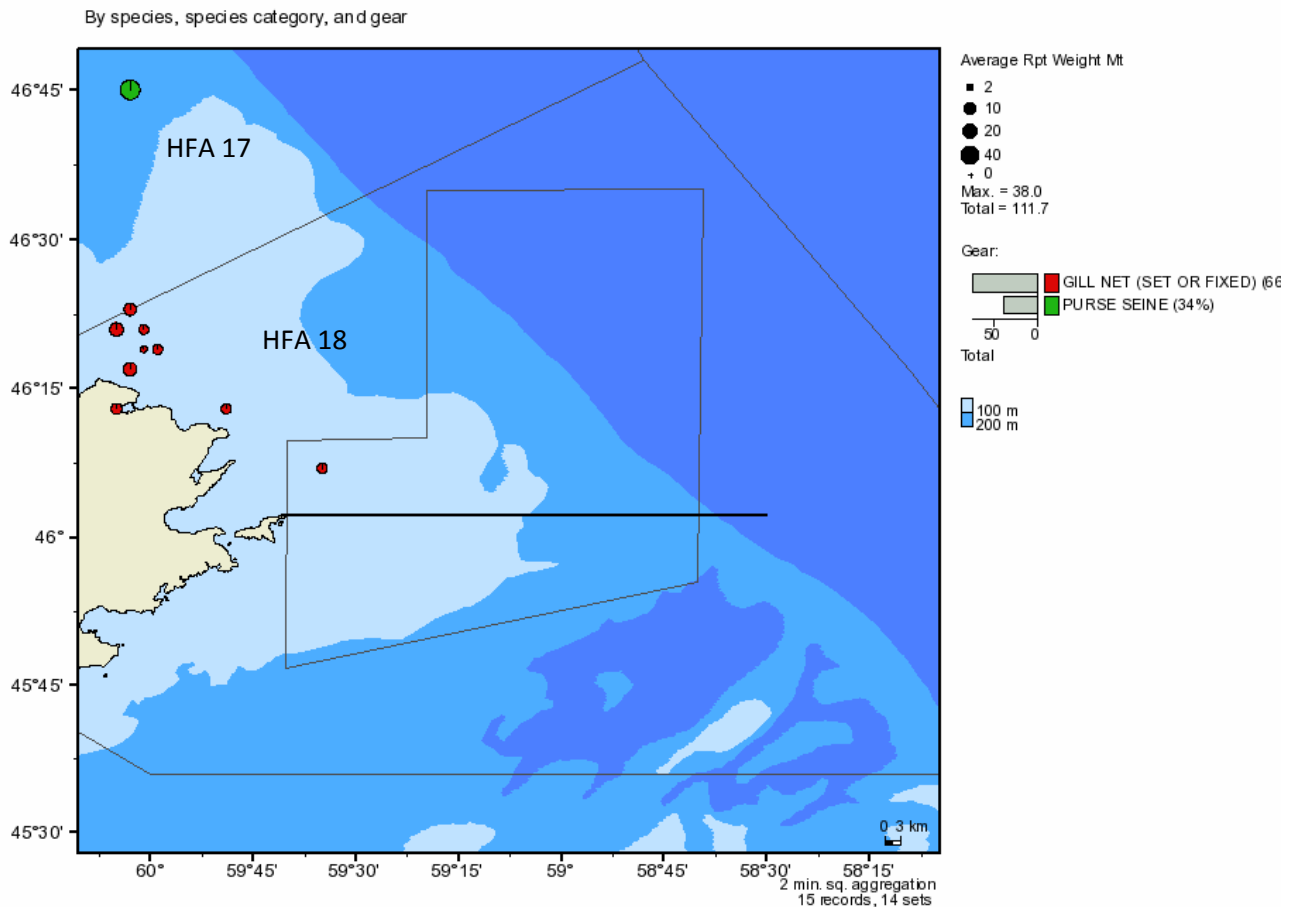 By species, species category, and gear
46°45'
46°30'
46°15'
46°
45°45'
45°30'
HFA 17
HFA 18
0 3 km
60°
59°45'
59°30'
59°15'
59°
58°45'
58°30'
58°15'
2 min. sq. aggregation
15 records, 14 sets
Average Rpt Weight Mt
2
10
20
40
0
Max. = 38.0
Total = 111.7
Gear:
GILL NET (SET OR FIXED) (66
PURSE SEINE (34%)
50 0
Total
100 m
200 m